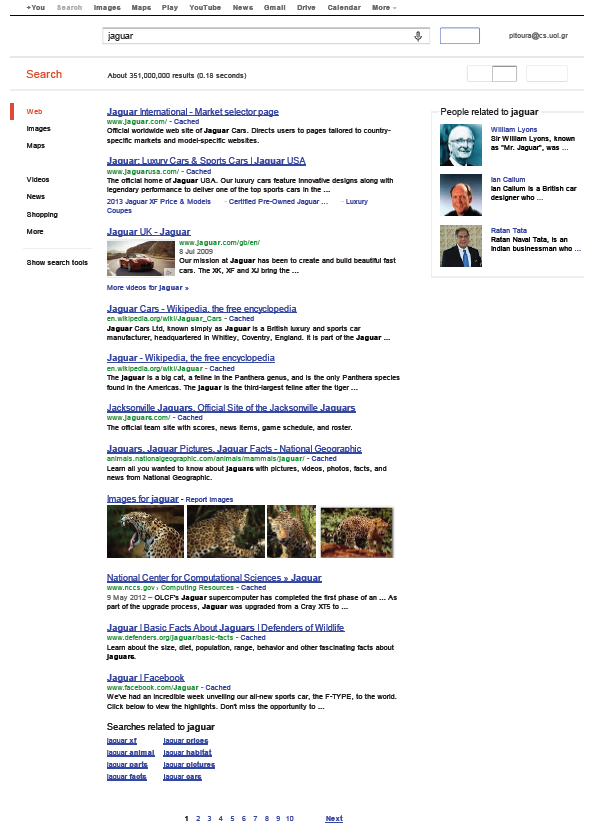 +You Search Images Maps Play YouTube News Gmail Drive Calendar More
jaguar
pitoura@cs.uoi.gr
Search
About 351,000,000 results (0.18 seconds)
Web
Images
Maps
Videos
News
Shopping
More
Show search tools
Jaguar International - Market selector page
www.jaguar.com/ - Cached
Official worldwide web site of Jaguar Cars. Directs users to pages tailored to country-
specific markets and model-specific websites.
Jaguar: Luxury Cars & Sports Cars | Jaguar USA
www.jaguarusa.com/ - Cached
The official home of Jaguar USA. Our luxury cars feature innovative designs along with
legendary performance to deliver one of the top sports cars in the ...
2013 Jaguar XF Price & Models - Certified Pre-Owned Jaguar ... - Luxury
Coupes
Jaguar UK - Jaguar
www.jaguar.com/gb/en/
8 Jul 2009
Our mission at Jaguar has been to create and build beautiful fast
cars. The XK, XF and XJ bring the ...
More videos for jaguar »
Jaguar Cars - Wikipedia, the free encyclopedia
en.wikipedia.org/wiki/Jaguar_Cars - Cached
Jaguar Cars Ltd, known simply as Jaguar is a British luxury and sports car
manufacturer, headquartered in Whitley, Coventry, England. It is part of the Jaguar ...
Jaguar - Wikipedia, the free encyclopedia
en.wikipedia.org/wiki/Jaguar - Cached
The jaguar is a big cat, a feline in the Panthera genus, and is the only Panthera species
found in the Americas. The jaguar is the third-largest feline after the tiger ...
Jacksonville Jaguars, Official Site of the Jacksonville Jaguars
www.jaguars.com/ - Cached
The official team site with scores, news items, game schedule, and roster.
Jaguars, Jaguar Pictures, Jaguar Facts - National Geographic
animals.nationalgeographic.com/animals/mammals/jaguar/ - Cached
Learn all you wanted to know about jaguars with pictures, videos, photos, facts, and
news from National Geographic.
Images for jaguar - Report images
National Center for Computational Sciences » Jaguar
www.nccs.gov › Computing Resources - Cached
9 May 2012 – OLCF's Jaguar supercomputer has completed the first phase of an ... As
part of the upgrade process, Jaguar was upgraded from a Cray XT5 to ...
Jaguar | Basic Facts About Jaguars | Defenders of Wildlife
www.defenders.org/jaguar/basic-facts - Cached
Learn about the size, diet, population, range, behavior and other fascinating facts about
jaguars.
Jaguar | Facebook
www.facebook.com/Jaguar - Cached
We've had an incredible week unveiling our all-new sports car, the F-TYPE, to the world.
Click below to view the highlights. Don't miss the opportunity to ...
Searches related to jaguar
jaguar xf jaguar prices
jaguar animal jaguar habitat
jaguar parts jaguar pictures
jaguar facts jaguar cars
1 2 3 4 5 6 7 8 9 10 Next
People related to jaguar
William Lyons
Sir William Lyons, known
as "Mr. Jaguar", was ...
Ian Callum
Ian Callum is a British car
designer who ...
Ratan Tata
Ratan Naval Tata, is an
Indian businessman who ...